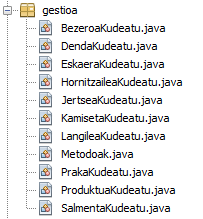 gestioa
BezeroaKudeatu.java
DendaKudeatu.java
EskaeraKudeatu.java
HornitzaileaKudeatu.java
JertseaKudeatu.java
KamisetaKudeatu.java
LangileaKudeatu.java
Metodoak.java
PrakaKudeatu.java
ProduktuaKudeatu.java
SalmentaKudeatu.java